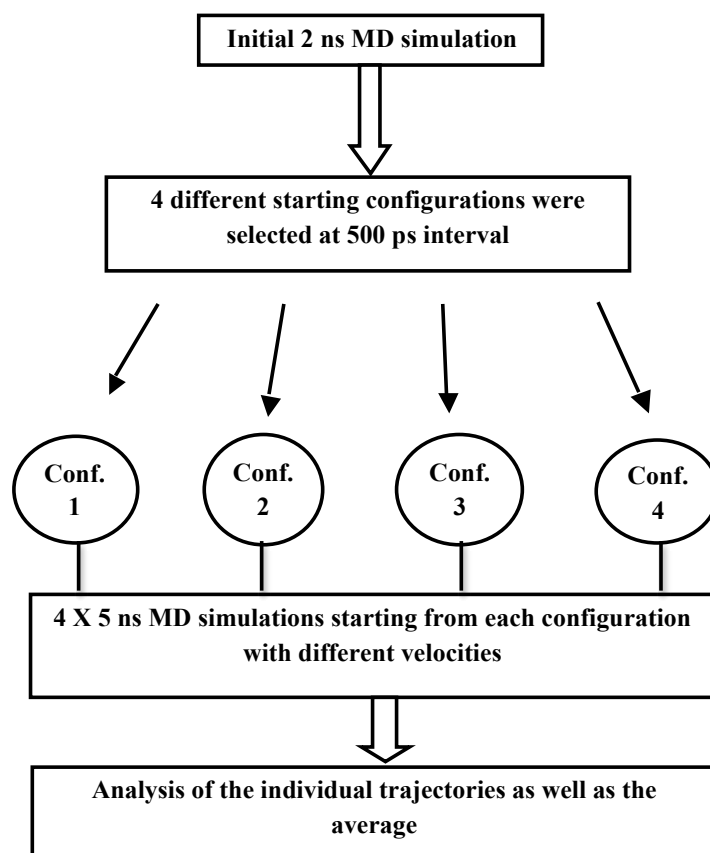 Initial 2 ns MD simulation
4 different starting configurations were
selected at 500 ps interval
Conf.
1
Conf.
2
Conf.
3
Conf.
4
4 X 5 ns MD simulations starting from each configuration
with different velocities
Analysis of the individual trajectories as well as the
average